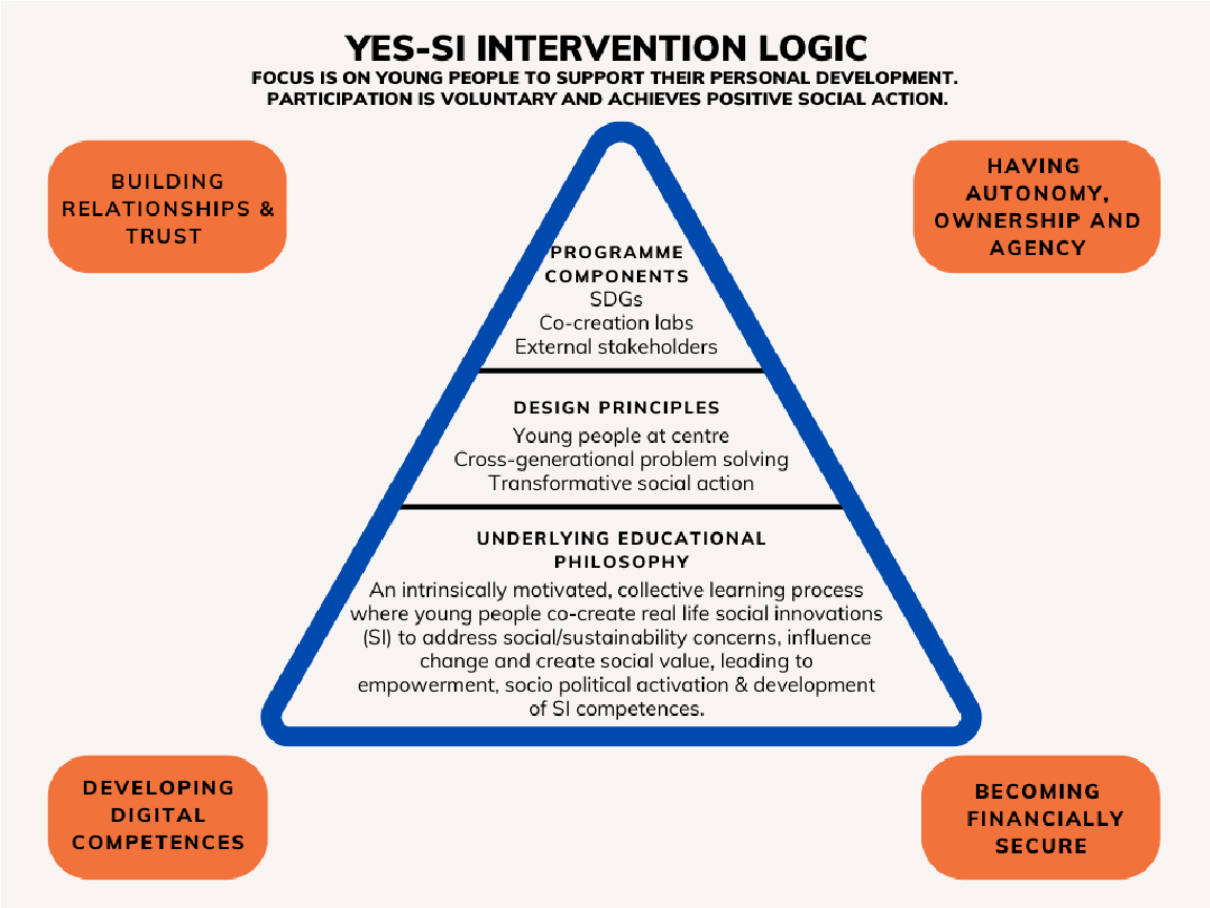 YES-SI INTERVENTION LOGIC
FOCUS IS ON YOUNG PEOPLE TO SUPPORT THEIR PERSONAL DEVELOPMENT.
PARTICIPATION IS VOLUNTARY AND ACHIEVES POSITIVE SOCIAL ACTION.
BUILDING
RELATIONSHIPS &
TRUST
HAVING
AUTONOMY,
OWNERSHIP AND
AGENCY
PROGRAMME
COMPONENTS
SDGs
Co-creation labs
External stakeholders
DESIGN PRINCIPLES
Young people at centre
Cross-generational problem solving
Transformative social action
UNDERLYING EDUCATIONAL
PHILOSOPHY
An intrinsically motivated, collective learning process
where young people co-create real life social innovations
(SI) to address social/sustainability concerns, influence
change and create social value, leading to
empowerment, socio political activation & development
of SI competences.
DEVELOPING
DIGITAL
COMPETENCES
BECOMING
FINANCIALLY
SECURE